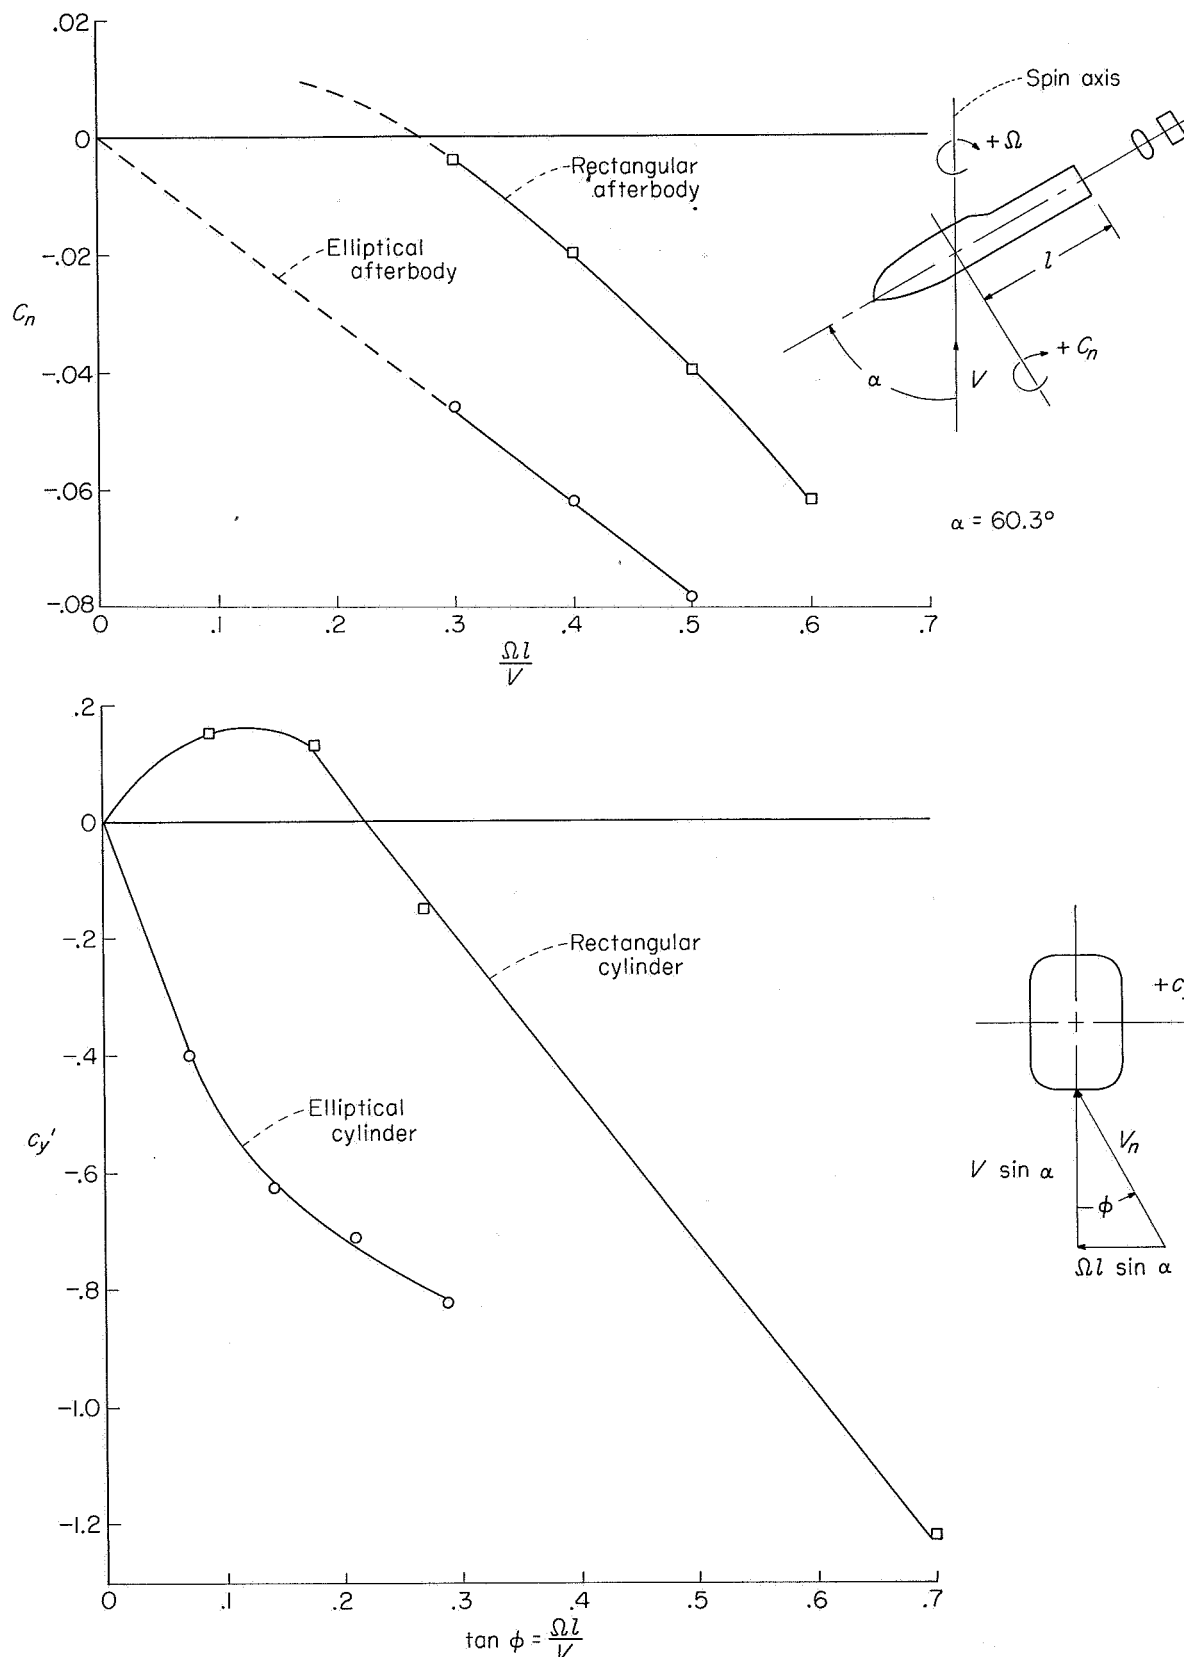 .02
0
-.02
-.04
-.06
-.08
Cn
0
.1
.2
.3
.4
.5
.6
.7
Ωl
V
Rectangular
afterbody
Elliptical
afterbody
Spin axis
+Ω
l
+Cn
α
V
α = 60.3°
.2
0
-.2
-.4
-.6
-.8
-1.0
-1.2
cy'
0
.1
.2
.3
.4
.5
.6
.7
tan ϕ = Ωl
V
Rectangular
cylinder
Elliptical
cylinder
Vn
V sin α
ϕ
Ωl sin α